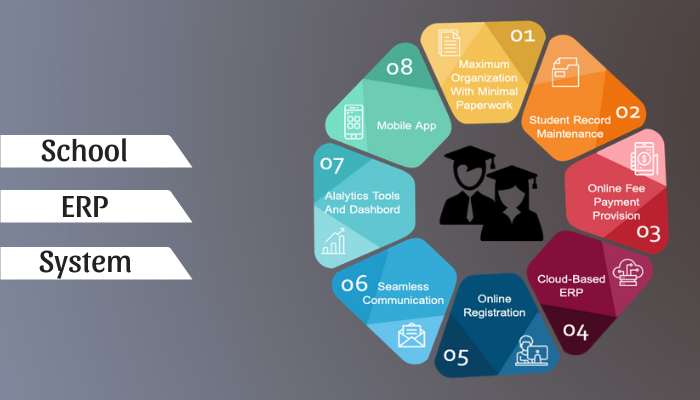 School
ERP
System
01
Maximum
Organization
With Minimal
Paperwork
02
Student Record
Maintenance
Online Fee
Payment
Provision
03
Cloud-Based
ERP
04
Online
Registration
05
06
Seamless
Communication
07
Alalytics Tools
And Dashbord
08
Mobile App